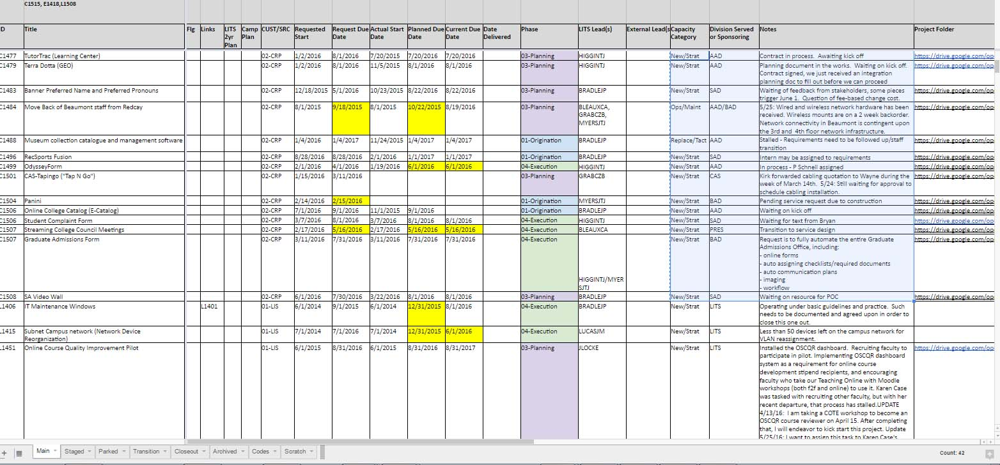 C1515, E1418,L1508
ID Title Flg Links LITS 2yr Plan Camp Plan CUST/SRC Requested Start Request Due Date Actual Start Date Planned Due Date Current Due Date Date Delivered Phase LITS Lead(s) External Lead(s Capacity Category Division Served or Sponsoring Notes Project Folder
C1477 TutorTrac (Learning Center) 02-CRP 1/2/2016 8/1/2016 7/20/2015 7/20/2016 7/20/2016 03-Planning HIGGINTJ New/Strat AAD Contract in process. Awaiting kick off https://drive.google.com/op
C1479 Terra Dotta (GEO) 02-CRP 1/2/2016 8/1/2016 11/5/2015 8/1/2016 8/1/2016 03-Planning HIGGINTJ New/Strat AAD Planning document in the works. Waiting on kick off. https://drive.google.com/op
Contract signed, we just received an integration
planning doc to fill out before we can proceed
C1483 Banner Preferred Name and Preferred Pronouns 02-CRP 12/18/2015 5/1/2016 10/23/2015 8/22/2016 8/22/2016 03-Planning BRADLEJP New/Strat SAD Waiting of feedback from stakeholders, some pieces https://drive.google.com/op
trigger June 1. Question of fee-based change cost.
C1484 Move Back of Beaumont staff from Redcay 02-CRP 8/1/2015 9/18/2015 8/1/2015 10/22/2015 8/19/2016 03-Planning BLEAUXCA, Ops/Maint AAD/BAD 5/25: Wired and wireless network hardware has been https://drive.google.com/op
GRABCZB, received. Wireless mounts are on a 2 week backorder.
MYERSJTJ Network connectivity in Beaumont is contingent upon
the 3rd and 4th floor network infrastructure.
C1488 Museum collection catalogue and management software 02-CRP 1/4/2016 1/4/2017 11/24/2015 1/4/2017 1/4/2017 01-Origination BRADLEJP Replace/Tact AAD Stalled - Requirements need to be followed up/staff https://drive.google.com/op
transition
C1496 RecSports Fusion 02-CRP 8/28/2016 8/28/2016 2/1/2016 1/1/2017 1/1/2017 01-Origination BRADLEJP New/Strat SAD Intern may be assigned to requirements https://drive.google.com/op
C1499 OdysseyForm 02-CRP 2/1/2016 4/1/2016 1/19/2016 6/1/2016 6/1/2016 04-Execution HIGGINTJ New/Strat AAD In process - P Schnell assigned https://drive.google.com/op
C1501 CAS-Tapingo ("Tap N Go") 02-CRP 1/15/2016 3/11/2016 03-Planning GRABCZB New/Strat CAS Kirk forwarded cabling quotation to Wayne during the https://drive.google.com/op
week of March 14th. 5/24: Still waiting for approval to
schedule cabling installation.
C1504 Panini 02-CRP 2/14/2016 2/15/2016 01-Origination MYERSJTJ New/Strat BAD Pending service request due to construction https://drive.google.com/op
C1506 Online College Catalog (E-Catalog) 02-CRP 7/1/2016 9/1/2016 11/1/2015 9/1/2016 01-Origination BRADLEJP New/Strat AAD Waiting on kick off https://drive.google.com/op
C1506 Student Complaint Form 02-CRP 3/7/2016 8/1/2016 3/7/2016 8/1/2016 8/1/2016 04-Execution HIGGINTJ New/Strat SAD Waiting for text from Bryan https://drive.google.com/op
C1507 Streaming College Council Meetings 02-CRP 2/17/2016 5/16/2016 2/17/2016 5/16/2016 5/16/2016 04-Execution BLEAUXCA New/Strat PRES Transition to service design https://drive.google.com/op
C1507 Graduate Admissions Form 02-CRP 3/11/2016 7/31/2016 3/11/2016 7/31/2016 7/31/2016 04-Execution New/Strat BAD Request is to fully automate the entire Graduate https://drive.google.com/op
Admissions Office, including:
- online forms
- auto assigning checklists/required documents
- auto communication plans
HIGGINTJ/MYER - imaging
SJTJ - workflow
C1508 SA Video Wall 02-CRP 6/1/2016 7/30/2016 3/22/2016 8/1/2016 8/1/2016 03-Planning BRADLEJP New/Strat SAD Waiting on resource for POC https://drive.google.com/op
L1406 IT Maintenance Windows L1401 01-LIS 6/1/2014 9/1/2015 6/1/2014 12/31/2015 8/1/2016 04-Execution BRADLEJP New/Strat LITS Operating under basic guidelines and practice. Such
needs to be documented and agreed upon in order to
close this one out.
L1415 Subnet Campus network (Network Device 01-LIS 7/1/2014 7/1/2016 7/1/2014 12/31/2015 6/1/2016 04-Execution LUCASJM New/Strat LITS Less than 50 devices left on the campus network for
Reorganization) VLAN reassignment.
L1451 Online Course Quality Improvement Pilot 01-LIS 6/1/2015 8/31/2016 6/1/2015 8/31/2016 8/31/2017 03-Planning JLOCKE New/Strat LITS Installed the OSCQR dashboard. Recruiting faculty to https://drive.google.com/op
participate in pilot. Implementing OSCQR dashboard
system as a requirement for online course
development stipend recipients, and encouraging
faculty who take our Teaching Online with Moodle
workshops (both f2f and online) to use it. Karen Case
was tasked with recruiting other faculty, but with her
recent departure, that process has stalled.UPDATE
4/13/16: I am taking a COTE workshop to become an
OSCQR course reviewer on April 15. After completing
that, I will endeavor to kick start this project. Update
5/25/16: I want to assign this task to Karen Case's
Main Staged Parked Transition Closeout Archived Codes Scratch Count: 42